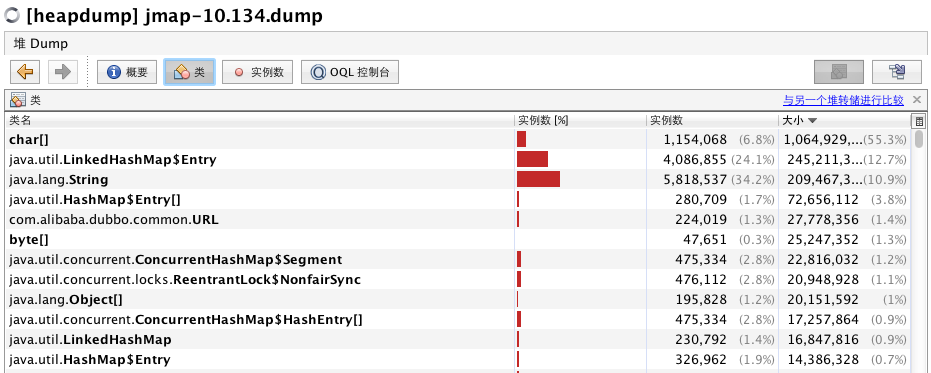 [heapdump] jmap-10.134.dump
堆 Dump
概要 类 实例数 OQL 控制台
类 与另一个堆转储进行比较
类名 实例数 [%] 实例数 大小
char[] 1,154,068 (6.8%) 1,064,929,...(55.3%)
java.util.LinkedHashMap$Entry 4,086,855 (24.1%) 245,211,3...(12.7%)
java.lang.String 5,818,537 (34.2%) 209,467,3...(10.9%)
java.util.HashMap$Entry[] 280,709 (1.7%) 72,656,112 (3.8%)
com.alibaba.dubbo.common.URL 224,019 (1.3%) 27,778,356 (1.4%)
byte[] 47,651 (0.3%) 25,247,352 (1.3%)
java.util.concurrent.ConcurrentHashMap$Segment 475,334 (2.8%) 22,816,032 (1.2%)
java.util.concurrent.locks.ReentrantLock$NonfairSync 476,112 (2.8%) 20,948,928 (1.1%)
java.lang.Object[] 195,828 (1.2%) 20,151,592 (1%)
java.util.concurrent.ConcurrentHashMap$HashEntry[] 475,334 (2.8%) 17,257,864 (0.9%)
java.util.LinkedHashMap 230,792 (1.4%) 16,847,816 (0.9%)
java.util.HashMap$Entry 326,962 (1.9%) 14,386,328 (0.7%)